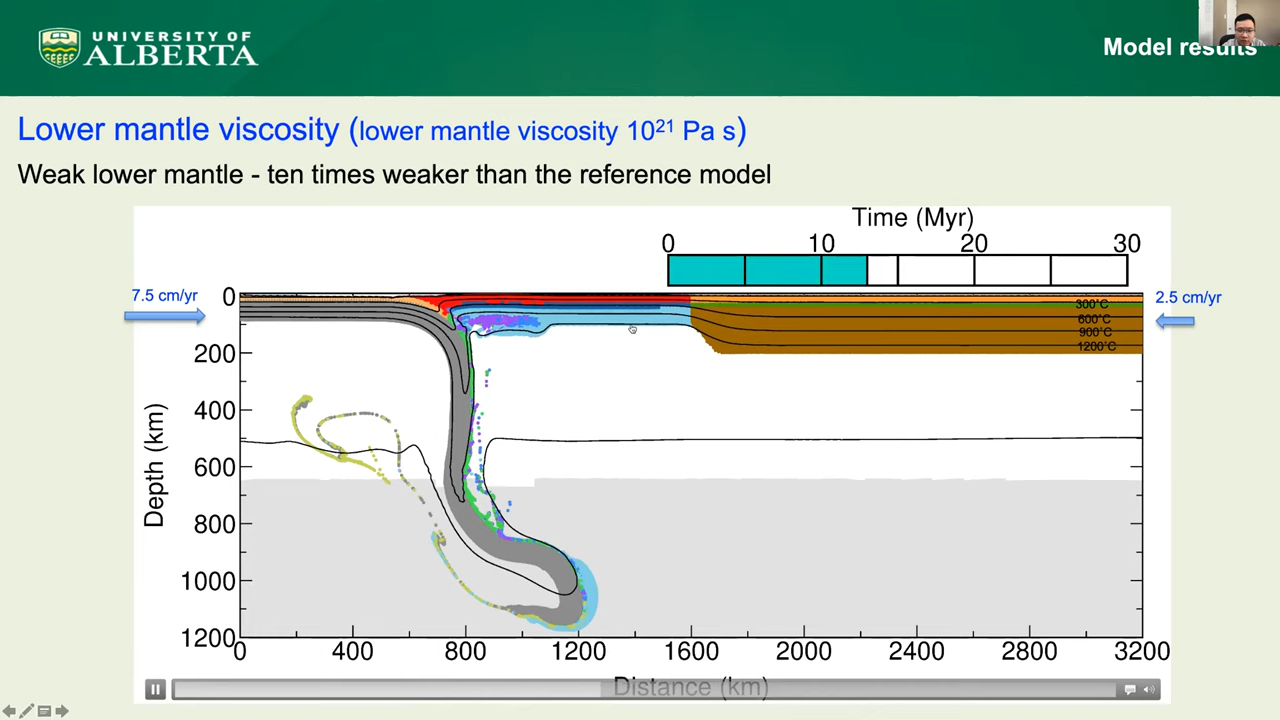 UNIVERSITY OF
ALBERTA
Model results
Lower mantle viscosity (lower mantle viscosity 10²¹ Pa s)
Weak lower mantle - ten times weaker than the reference model
Time (Myr)
0 10 20 30
7.5 cm/yr
2.5 cm/yr
0
200
400
600
800
1000
1200
Depth (km)
300°C
600°C
900°C
1200°C
0 400 800 1200 1600 2000 2400 2800 3200
Distance (km)